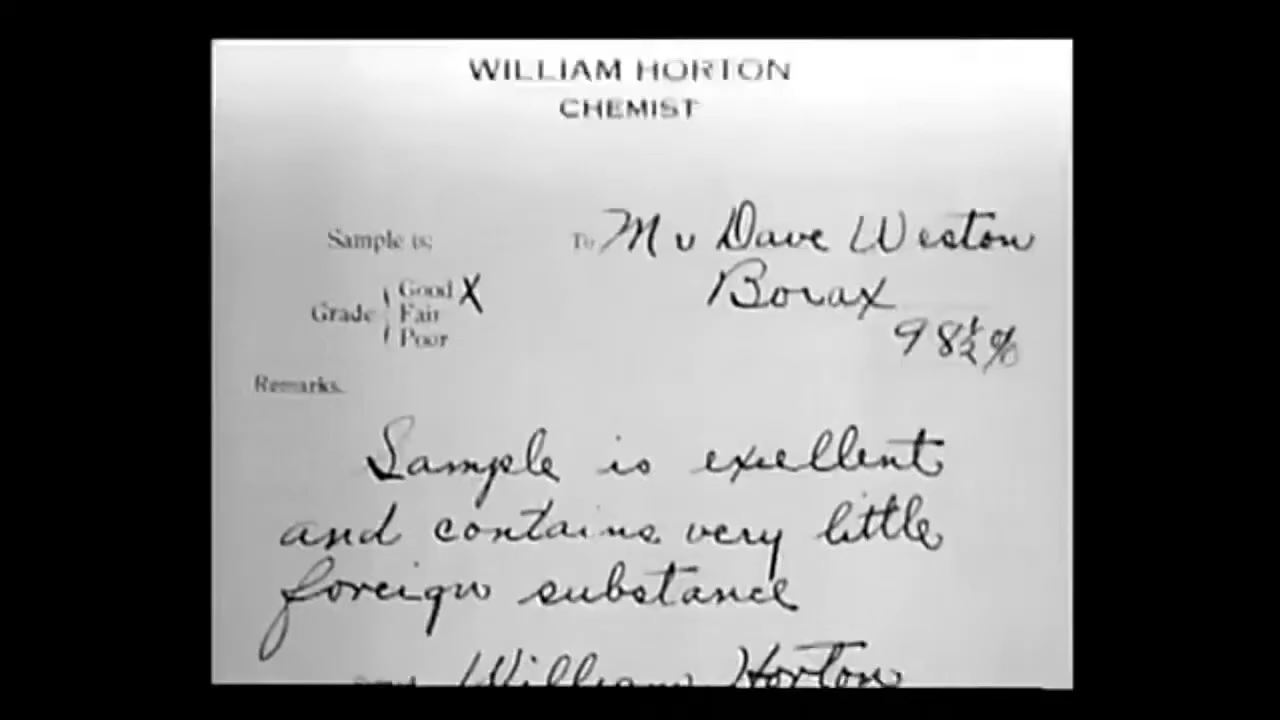 WILLIAM HORTON
CHEMIST
Sample is;
To Mr Dave Weston
Borax
98½%
Grade
Good X
Fair
Poor
Remarks.
Sample is exellent
and contains very little
foreign substance
William Horton